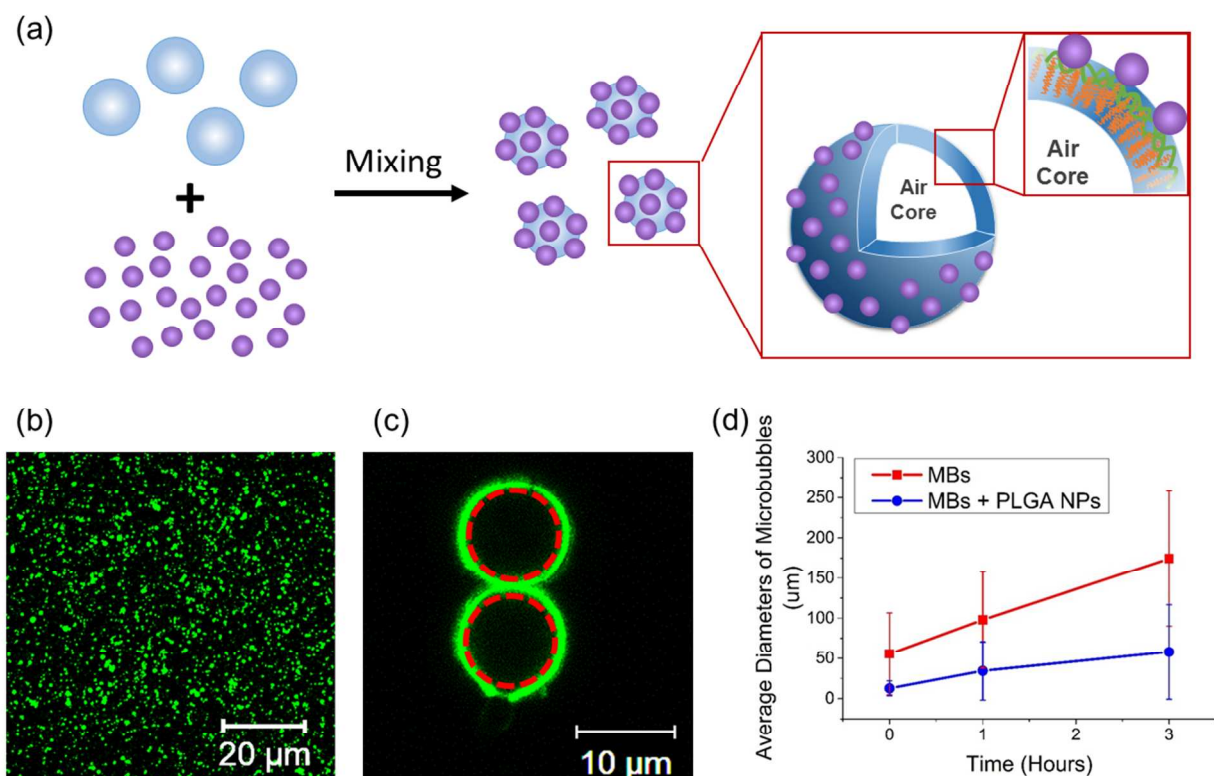 (a)
Mixing
+
Air
Core
Air
Core
(b)
20 µm
(c)
10 µm
(d)
Average Diameters of Microbubbles
(um)
300
250
200
150
100
50
0
MBs
MBs + PLGA NPs
0
1
2
3
Time (Hours)